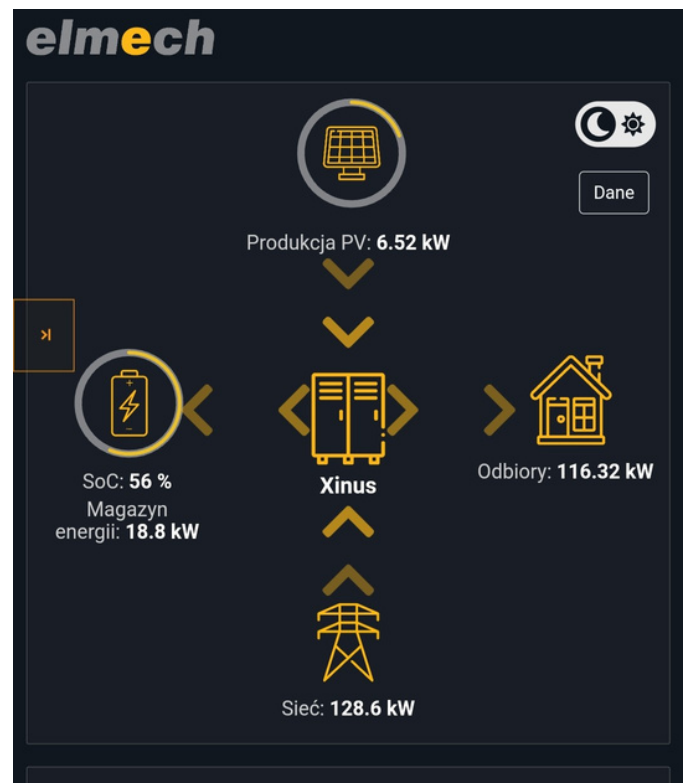 elmech
Dane
Produkcja PV: 6.52 kW
SoC: 56 %
Magazyn
energii: 18.8 kW
Xinus
Odbiory: 116.32 kW
Sieć: 128.6 kW